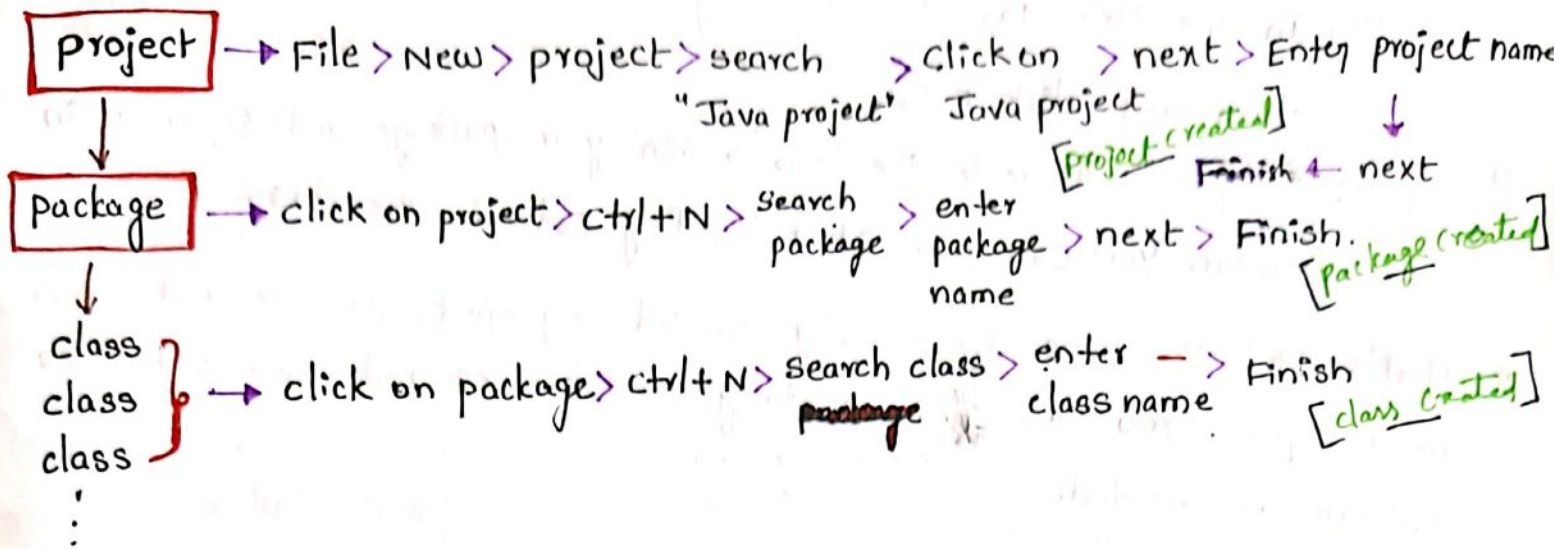 project → File > New > project > search > click on > next > Enter project name
"Java project" Java project
[project created] Finish ← next
package → click on project > ctrl+N > search > enter > next > Finish.
package package
name
[package created]
class
class → click on package > ctrl+N > search class > enter – > Finish
class name
class
[class created]